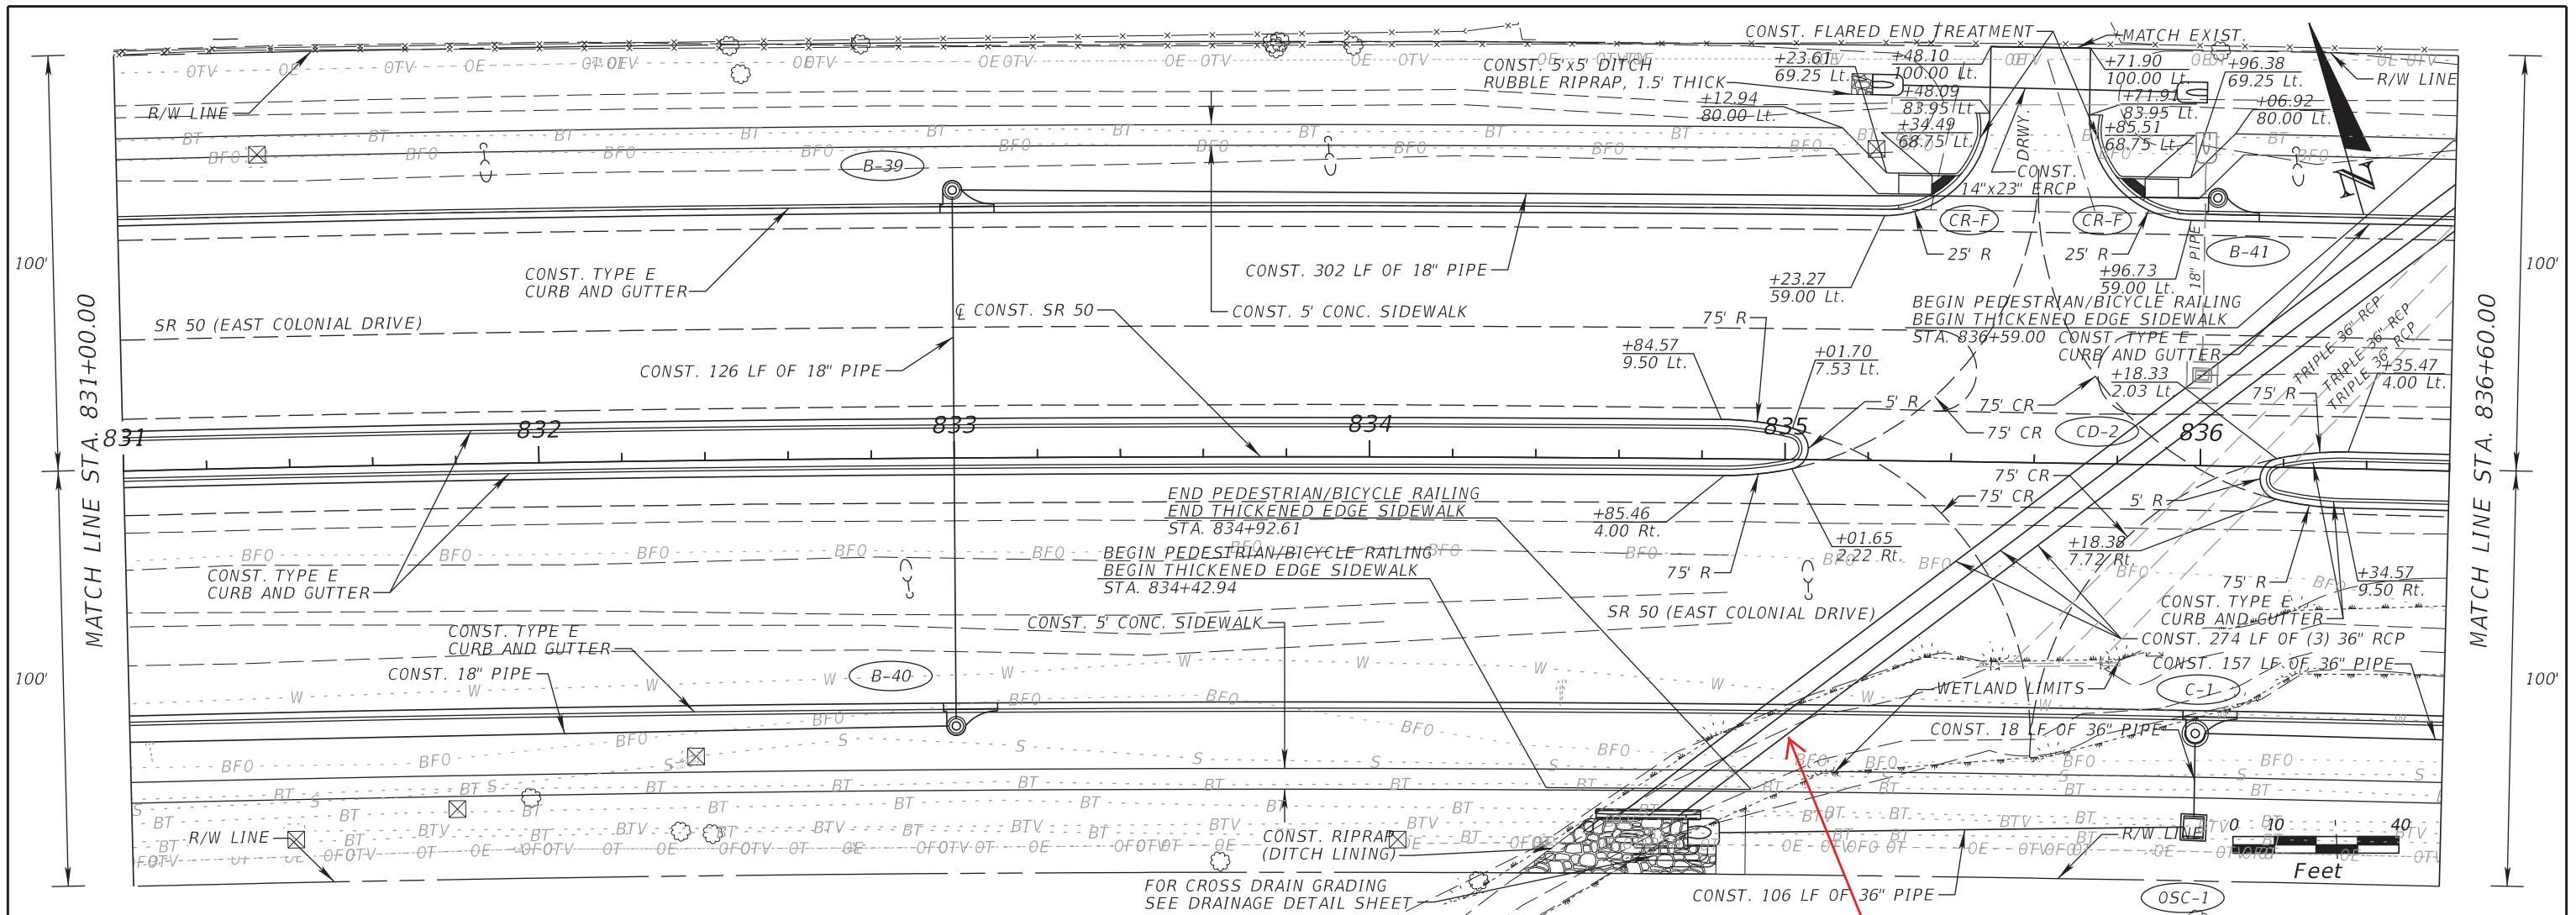 CONST. FLARED END TREATMENT
MATCH EXIST.
CONST. 5'x5' DITCH
RUBBLE RIPRAP, 1.5' THICK
+23.61
69.25 Lt.
+48.10
100.00 Lt.
+71.90
100.00 Lt.
+96.38
69.25 Lt.
R/W LINE
R/W LINE
+12.94
80.00 Lt.
+48.09
83.95 Lt.
+34.49
68.75 Lt.
+71.91
83.95 Lt.
+85.51
68.75 Lt.
+06.92
80.00 Lt.
DRWY.
CONST.
14"x23" ERCP
B-39
CR-F
CR-F
B-41
25' R
25' R
18" PIPE
N
100'
100'
CONST. TYPE E
CURB AND GUTTER
CONST. 302 LF OF 18" PIPE
+23.27
59.00 Lt.
+96.73
59.00 Lt.
SR 50 (EAST COLONIAL DRIVE)
℄ CONST. SR 50
CONST. 5' CONC. SIDEWALK
75' R
BEGIN PEDESTRIAN/BICYCLE RAILING
BEGIN THICKENED EDGE SIDEWALK
STA. 836+59.00
CONST. TYPE E
CURB AND GUTTER
TRIPLE 36" RCP
TRIPLE 36" RCP
TRIPLE 36" RCP
CONST. 126 LF OF 18" PIPE
+84.57
9.50 Lt.
+01.70
7.53 Lt.
+18.33
2.03 Lt.
+35.47
4.00 Lt.
5' R
75' CR
75' CR
75' R
CD-2
MATCH LINE STA. 831+00.00
MATCH LINE STA. 836+60.00
831
832
833
834
835
836
END PEDESTRIAN/BICYCLE RAILING
END THICKENED EDGE SIDEWALK
STA. 834+92.61
BEGIN PEDESTRIAN/BICYCLE RAILING
BEGIN THICKENED EDGE SIDEWALK
STA. 834+42.94
+85.46
4.00 Rt.
75' R
+01.65
2.22 Rt.
75' CR
75' CR
5' R
+18.38
7.72 Rt.
75' R
+34.57
9.50 Rt.
CONST. TYPE E
CURB AND GUTTER
CONST. TYPE E
CURB AND GUTTER
SR 50 (EAST COLONIAL DRIVE)
CONST. 5' CONC. SIDEWALK
CONST. TYPE E
CURB AND GUTTER
CONST. 18" PIPE
B-40
CONST. 274 LF OF (3) 36" RCP
CONST. 157 LF OF 36" PIPE
WETLAND LIMITS
C-1
CONST. 18 LF OF 36" PIPE
100'
100'
R/W LINE
CONST. RIPRAP
(DITCH LINING)
R/W LINE
FOR CROSS DRAIN GRADING
SEE DRAINAGE DETAIL SHEET
CONST. 106 LF OF 36" PIPE
OSC-1
0 10 40
Feet